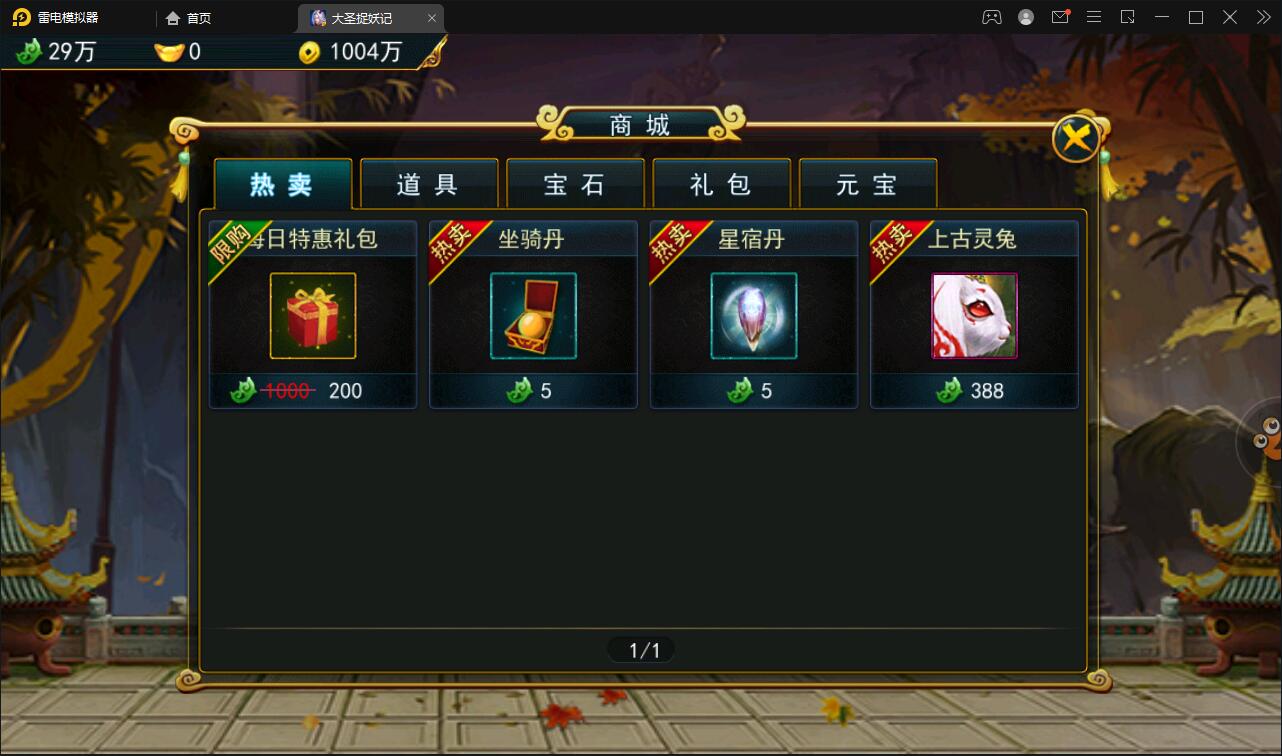 雷电模拟器
首页
大圣捉妖记
29万
0
1004万
商城
热卖
道具
宝石
礼包
元宝
限购
每日特惠礼包
热卖
坐骑丹
热卖
星宿丹
热卖
上古灵兔
1000 200
5
5
388
1/1